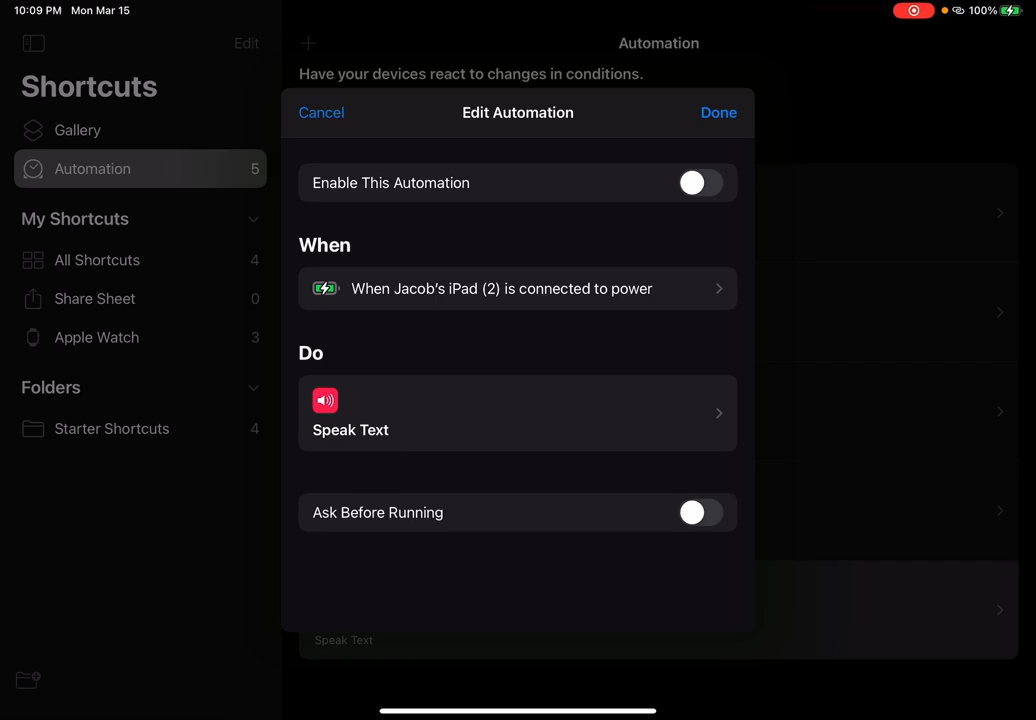 10:09 PM Mon Mar 15
100%
Edit
Shortcuts
Gallery
Automation 5
My Shortcuts
All Shortcuts 4
Share Sheet 0
Apple Watch 3
Folders
Starter Shortcuts 4
Automation
Have your devices react to changes in conditions.
Cancel Edit Automation Done
Enable This Automation
When
When Jacob's iPad (2) is connected to power
Do
Speak Text
Ask Before Running
Speak Text